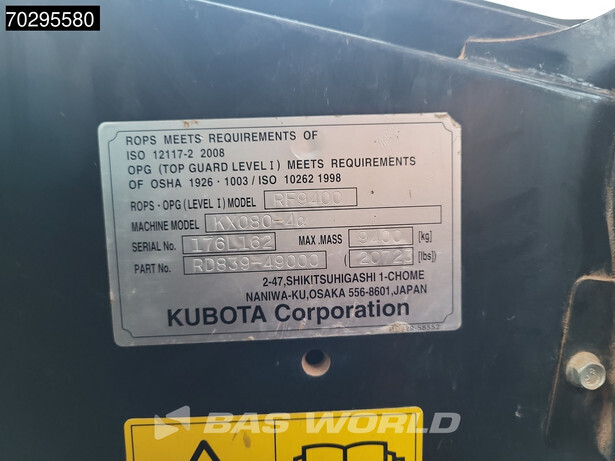 70295580
ROPS MEETS REQUIREMENTS OF
ISO 12117-2 2008
OPG (TOP GUARD LEVEL I) MEETS REQUIREMENTS
OF OSHA 1926・1003/ISO 10262 1998
ROPS・OPG (LEVEL I) MODEL RF9400
MACHINE MODEL KX080-4α
SERIAL No. 176L162 MAX.MASS 9400 [kg]
PART No. RD839-49000 [lbs]
2-47,SHIKITSUHIGASHI 1-CHOME
NANIWA-KU,OSAKA 556-8601,JAPAN
KUBOTA Corporation
BAS WORLD